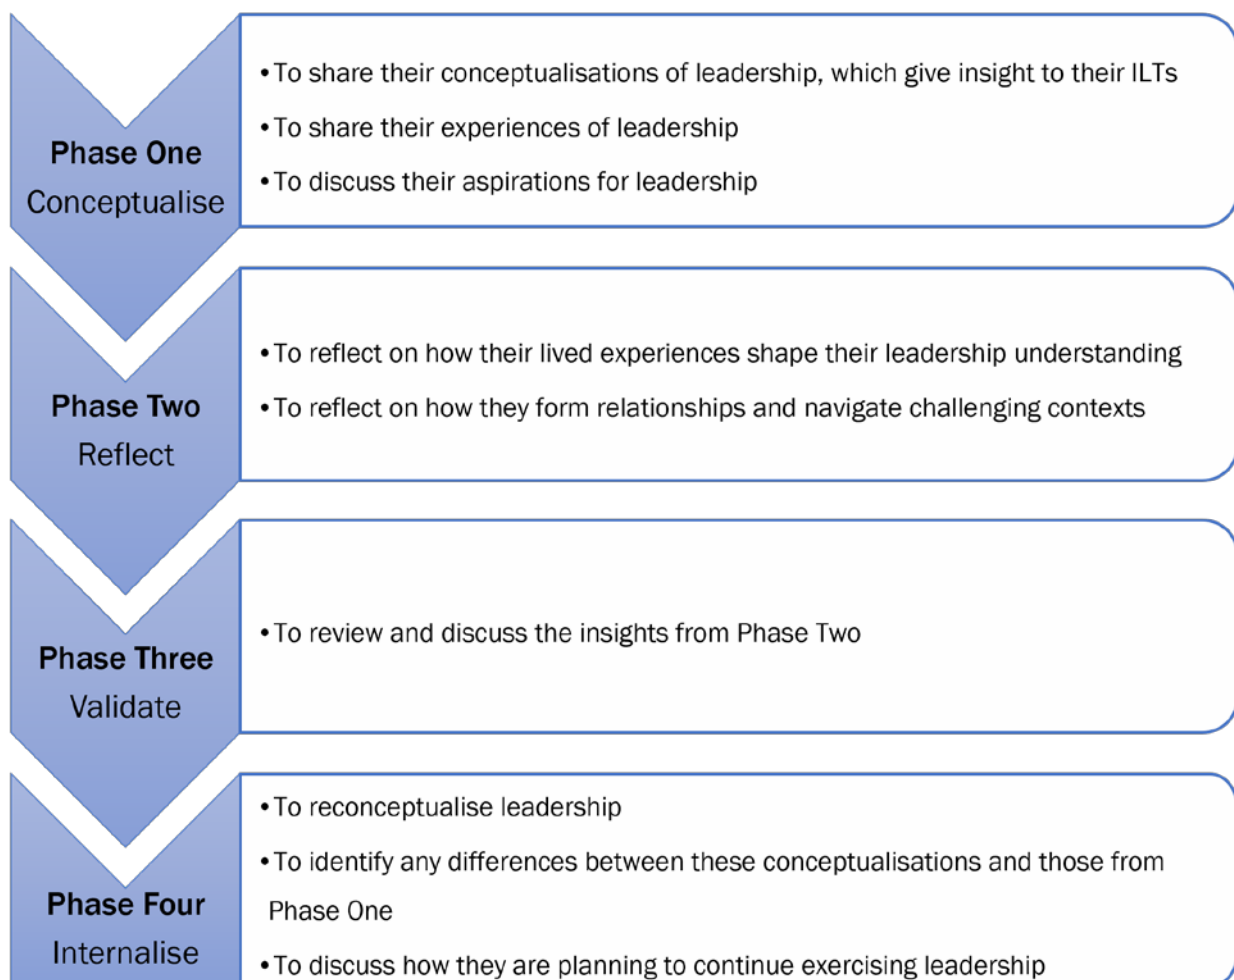 Phase One
Conceptualise
•To share their conceptualisations of leadership, which give insight to their ILTs
•To share their experiences of leadership
•To discuss their aspirations for leadership
Phase Two
Reflect
•To reflect on how their lived experiences shape their leadership understanding
•To reflect on how they form relationships and navigate challenging contexts
Phase Three
Validate
•To review and discuss the insights from Phase Two
Phase Four
Internalise
•To reconceptualise leadership
•To identify any differences between these conceptualisations and those from
Phase One
•To discuss how they are planning to continue exercising leadership